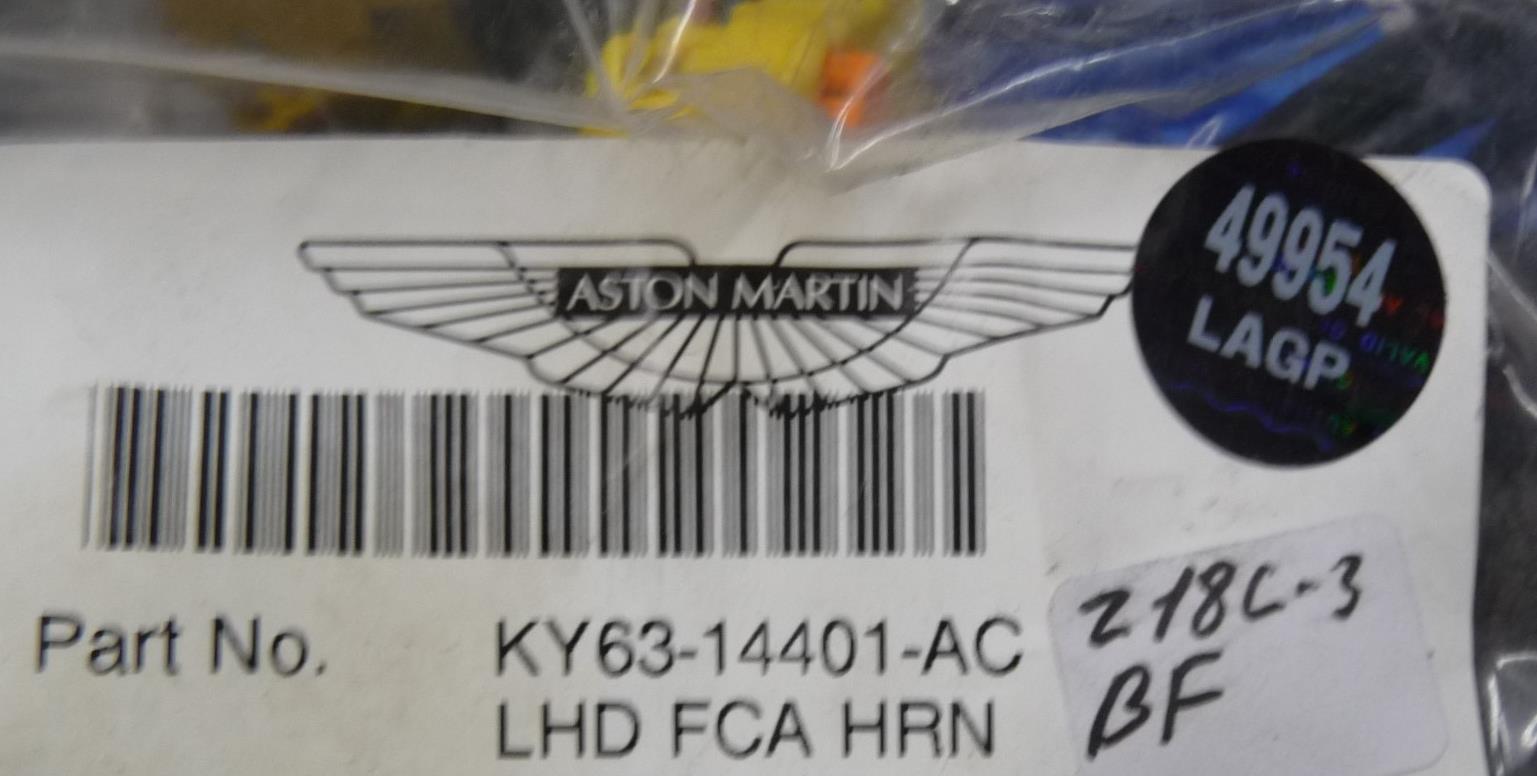 ASTON MARTIN
49954
LAGP
Part No. KY63-14401-AC
LHD FCA HRN
218C-3
BF